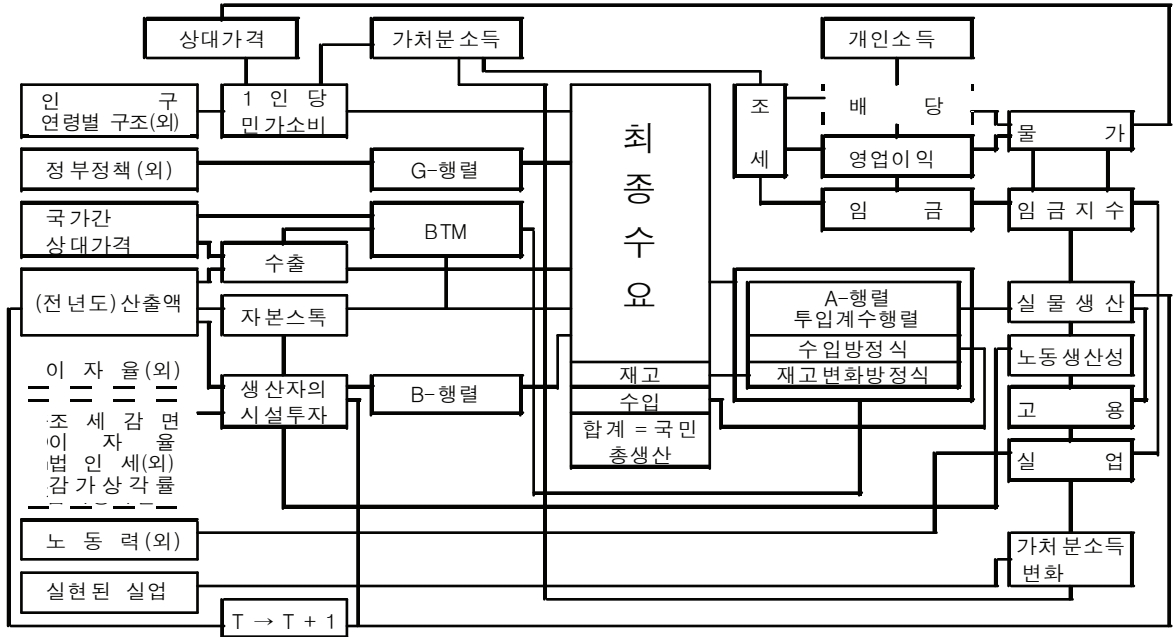 상대가격
가처분소득
개인소득
인 구
연령별 구조(외)
1 인 당
민가소비
최
종
수
요
조
세
배 당
물 가
정부정책(외)
G-행렬
영업이익
국가간
상대가격
BTM
임 금
임금지수
수출
(전년도)산출액
자본스톡
A-행렬
투입계수행렬
실물생산
수입방정식
노동생산성
이 자 율(외)
생산자의
시설투자
B-행렬
재고
재고변화방정식
수입
고 용
조 세 감 면
이 자 율
법 인 세(외)
감가상각률
합계 = 국민
총생산
실 업
노 동 력(외)
가처분소득
변화
실현된 실업
T → T + 1